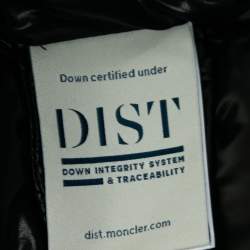 Down certified under
DIST
DOWN INTEGRITY SYSTEM
& TRACEABILITY
dist.moncler.com